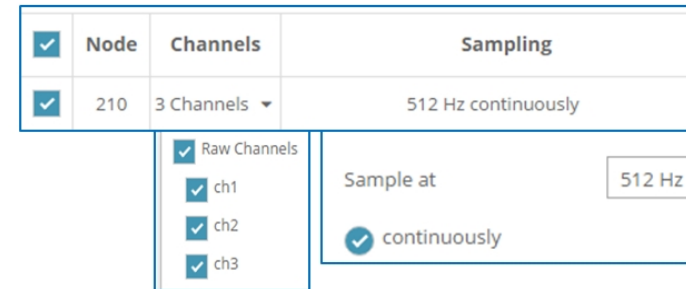 Node Channels Sampling
210 3 Channels 512 Hz continuously
Raw Channels
ch1
ch2
ch3
Sample at 512 Hz
continuously